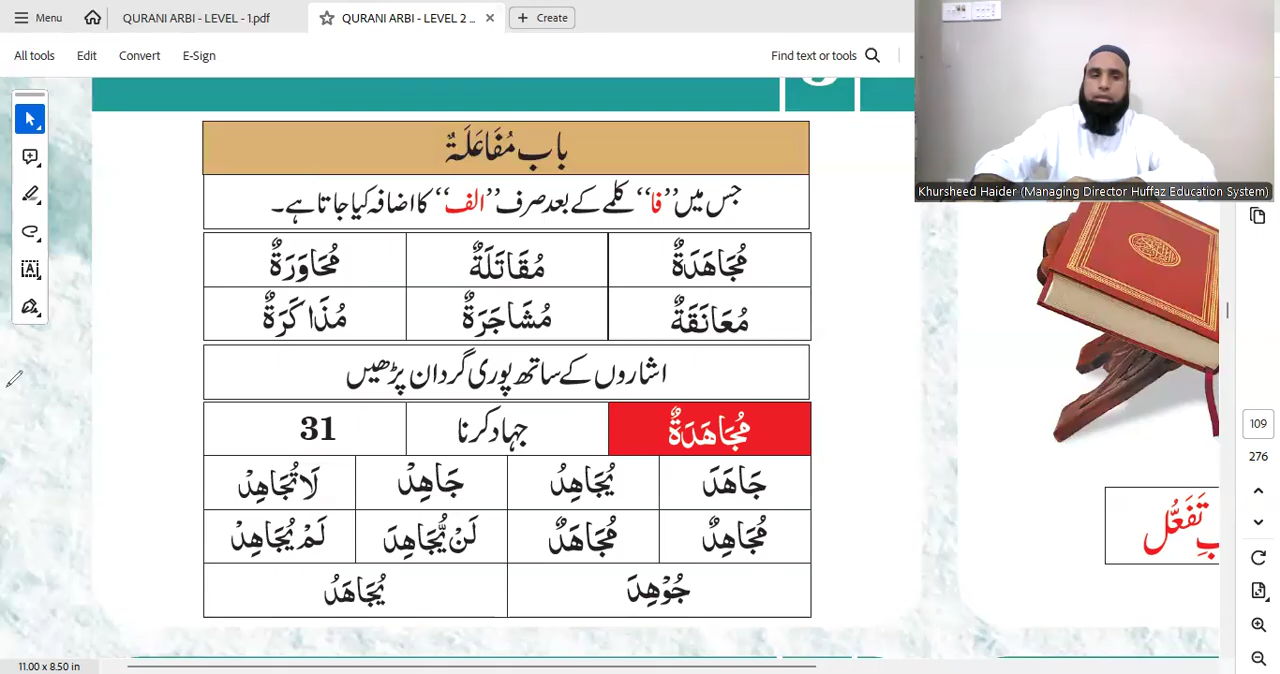 Menu QURANI ARBI - LEVEL - 1.pdf QURANI ARBI - LEVEL 2 ... Create
All tools Edit Convert E-Sign Find text or tools
Khursheed Haider (Managing Director Huffaz Education System)
باب مُفَاعَلَۃٌ
جس میں ”فا“ کلمے کے بعد صرف ”الف“ کا اضافہ کیا جاتا ہے۔
مُجَاهَدَةٌ مُقَاتَلَةٌ مُحَاوَرَةٌ
مُعَانَقَةٌ مُشَاجَرَةٌ مُذَاكَرَةٌ
اشاروں کے ساتھ پوری گردان پڑھیں
مُجَاهَدَةٌ جہاد کرنا 31
جَاهَدَ يُجَاهِدُ جَاهِدْ لَا تُجَاهِدْ
مُجَاهِدٌ مُجَاهَدٌ لَنْ يُّجَاهِدَ لَمْ يُجَاهِدْ
جُوْهِدَ يُجَاهَدُ
بِ تَفَعُّل
109
276
11.00 x 8.50 in